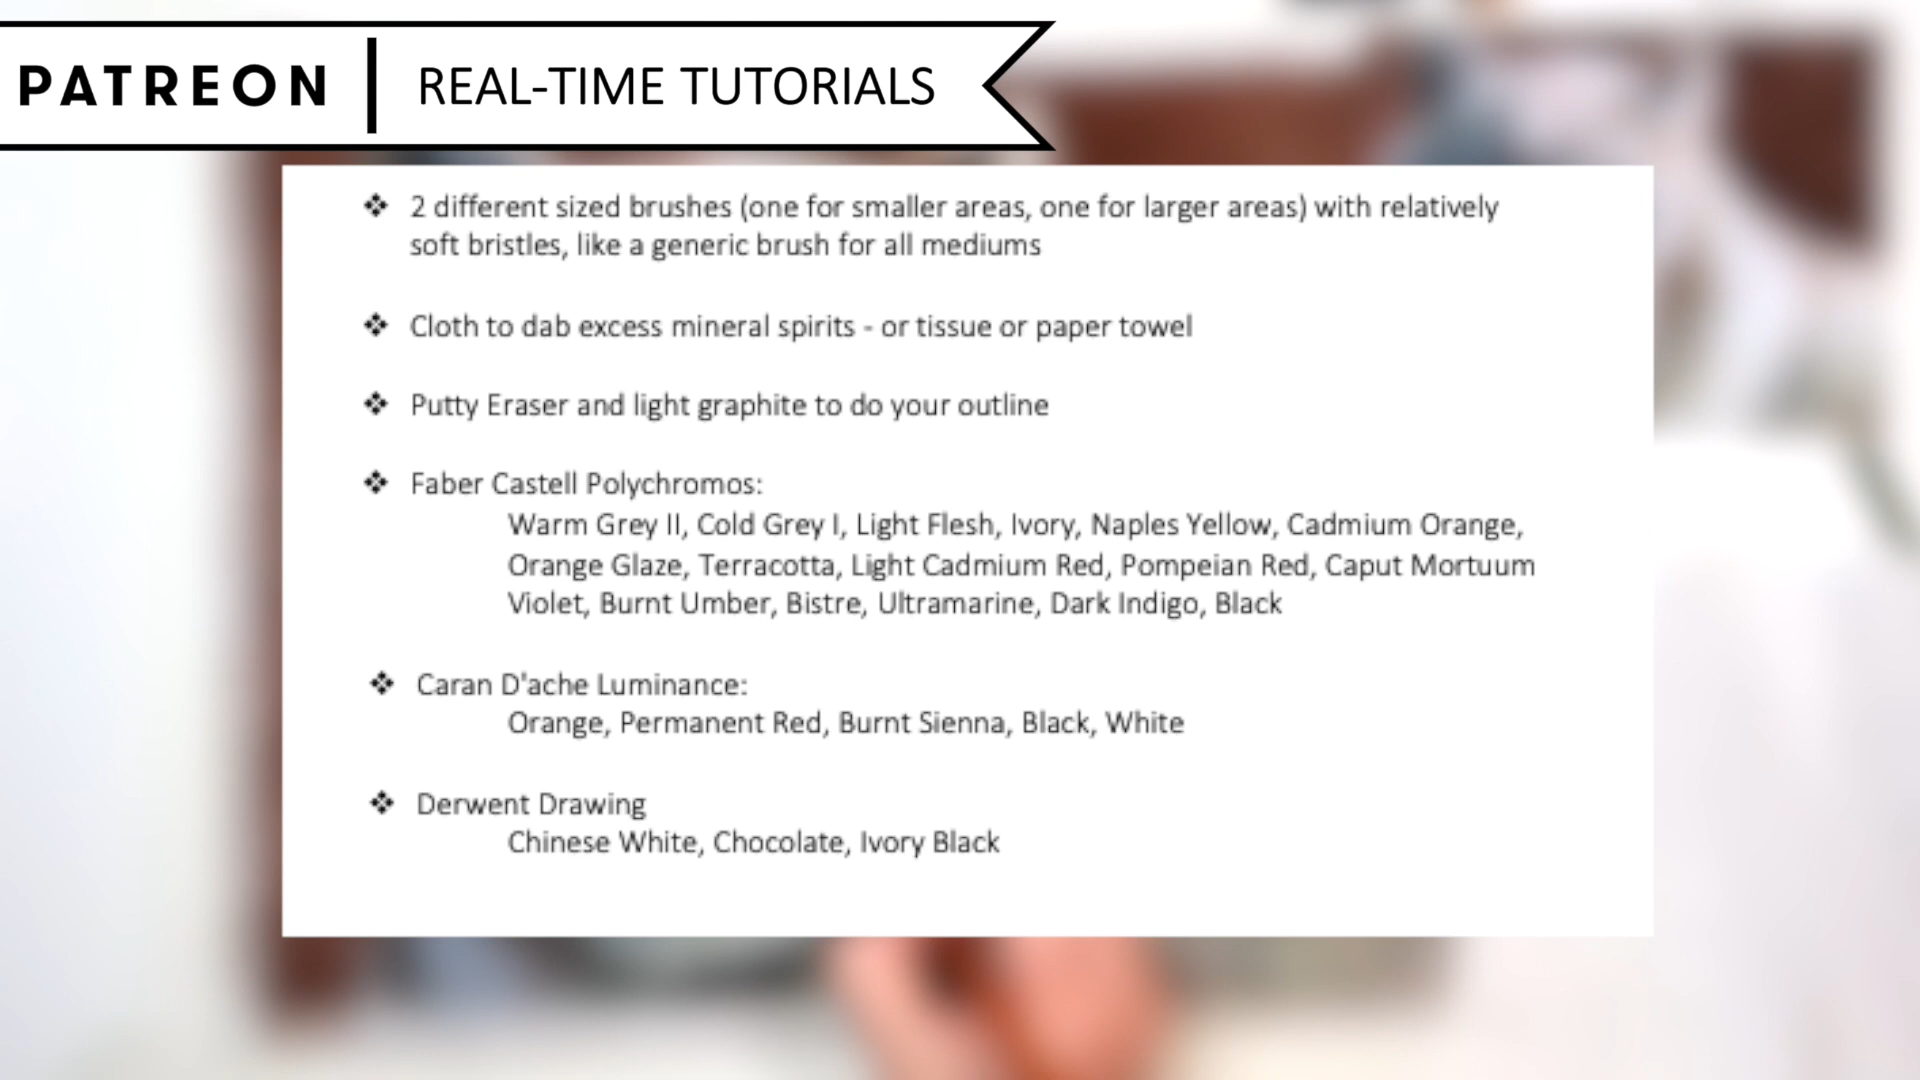 PATREON | REAL-TIME TUTORIALS
❖ 2 different sized brushes (one for smaller areas, one for larger areas) with relatively
soft bristles, like a generic brush for all mediums
❖ Cloth to dab excess mineral spirits - or tissue or paper towel
❖ Putty Eraser and light graphite to do your outline
❖ Faber Castell Polychromos:
Warm Grey II, Cold Grey I, Light Flesh, Ivory, Naples Yellow, Cadmium Orange,
Orange Glaze, Terracotta, Light Cadmium Red, Pompeian Red, Caput Mortuum
Violet, Burnt Umber, Bistre, Ultramarine, Dark Indigo, Black
❖ Caran D'ache Luminance:
Orange, Permanent Red, Burnt Sienna, Black, White
❖ Derwent Drawing
Chinese White, Chocolate, Ivory Black